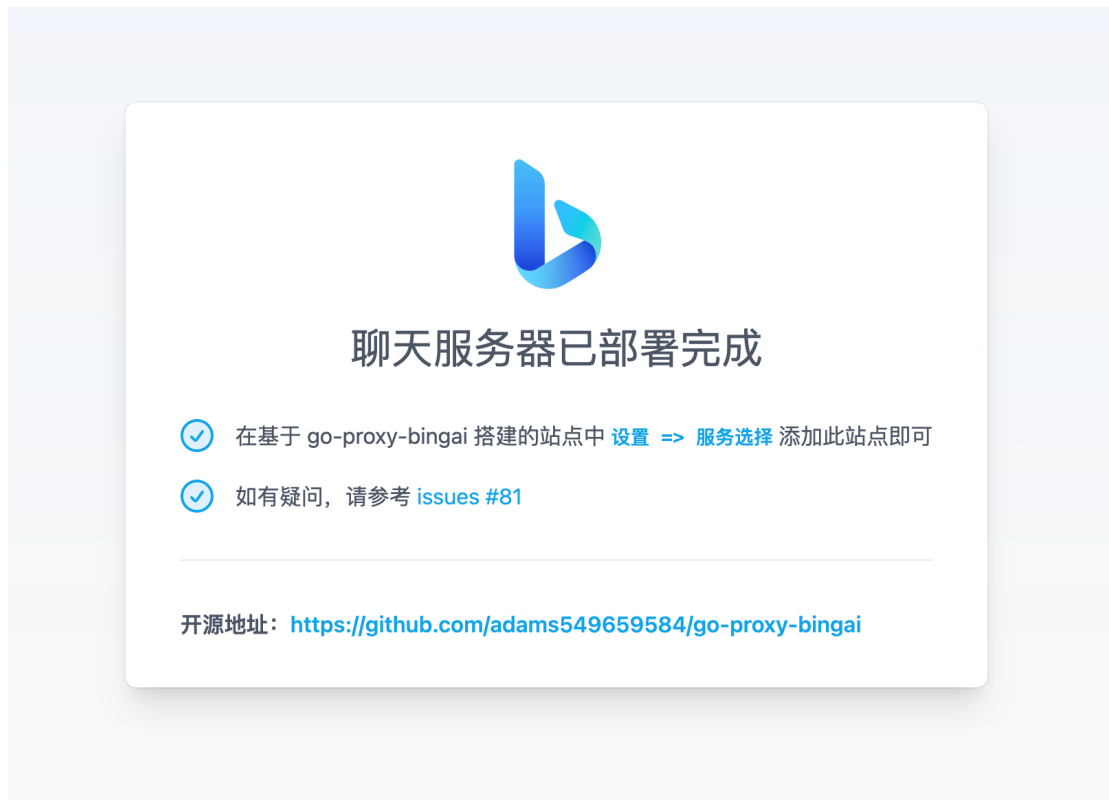 聊天服务器已部署完成
在基于 go-proxy-bingai 搭建的站点中 设置 => 服务选择 添加此站点即可
如有疑问，请参考 issues #81
开源地址：https://github.com/adams549659584/go-proxy-bingai